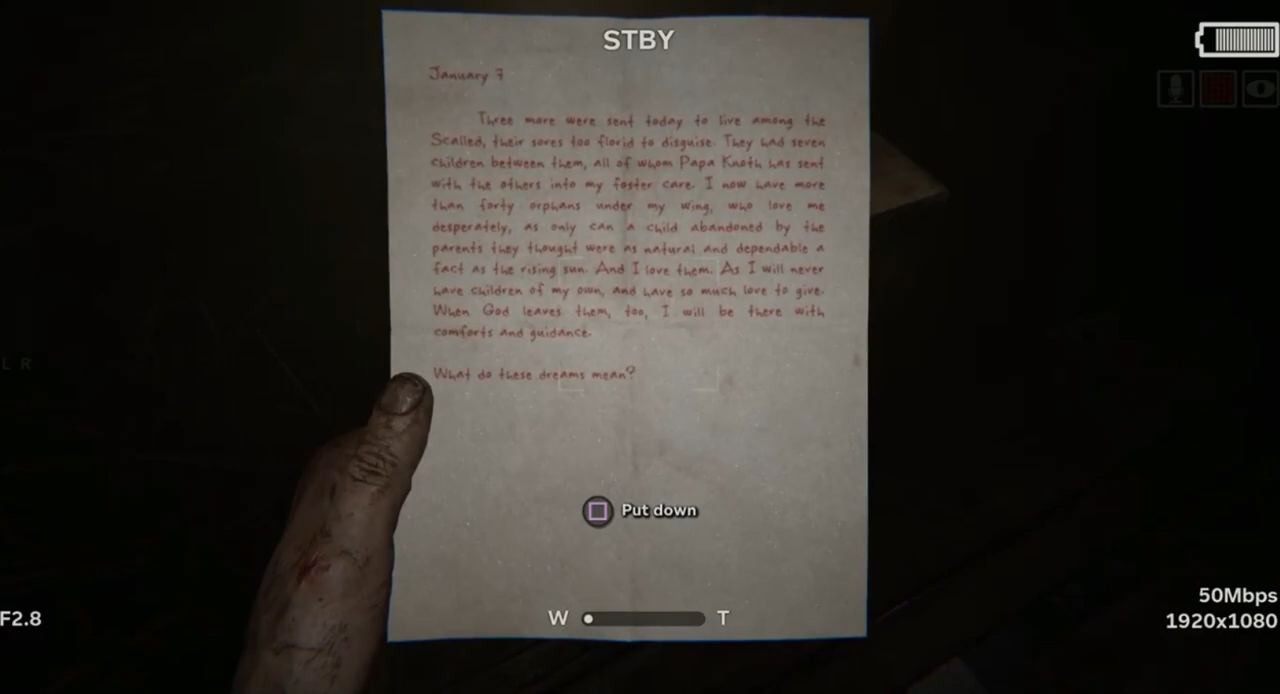 STBY
January 7
Three more were sent today to live among the
Scalled, their sores too florid to disguise. They had seven
children between them, all of whom Papa Knoth has sent
with the others into my foster care. I now have more
than forty orphans under my wing, who love me
desperately, as only can a child abandoned by the
parents they thought were as natural and dependable a
fact as the rising sun. And I love them. As I will never
have children of my own, and have so much love to give.
When God leaves them, too, I will be there with
comforts and guidance.
What do these dreams mean?
L R
Put down
W T
F2.8
50Mbps
1920x1080